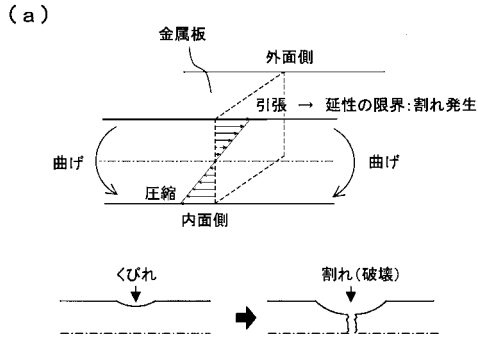 (a)
金属板
外面側
引張 → 延性の限界:割れ発生
曲げ
曲げ
圧縮
内面側
くびれ
割れ(破壊)